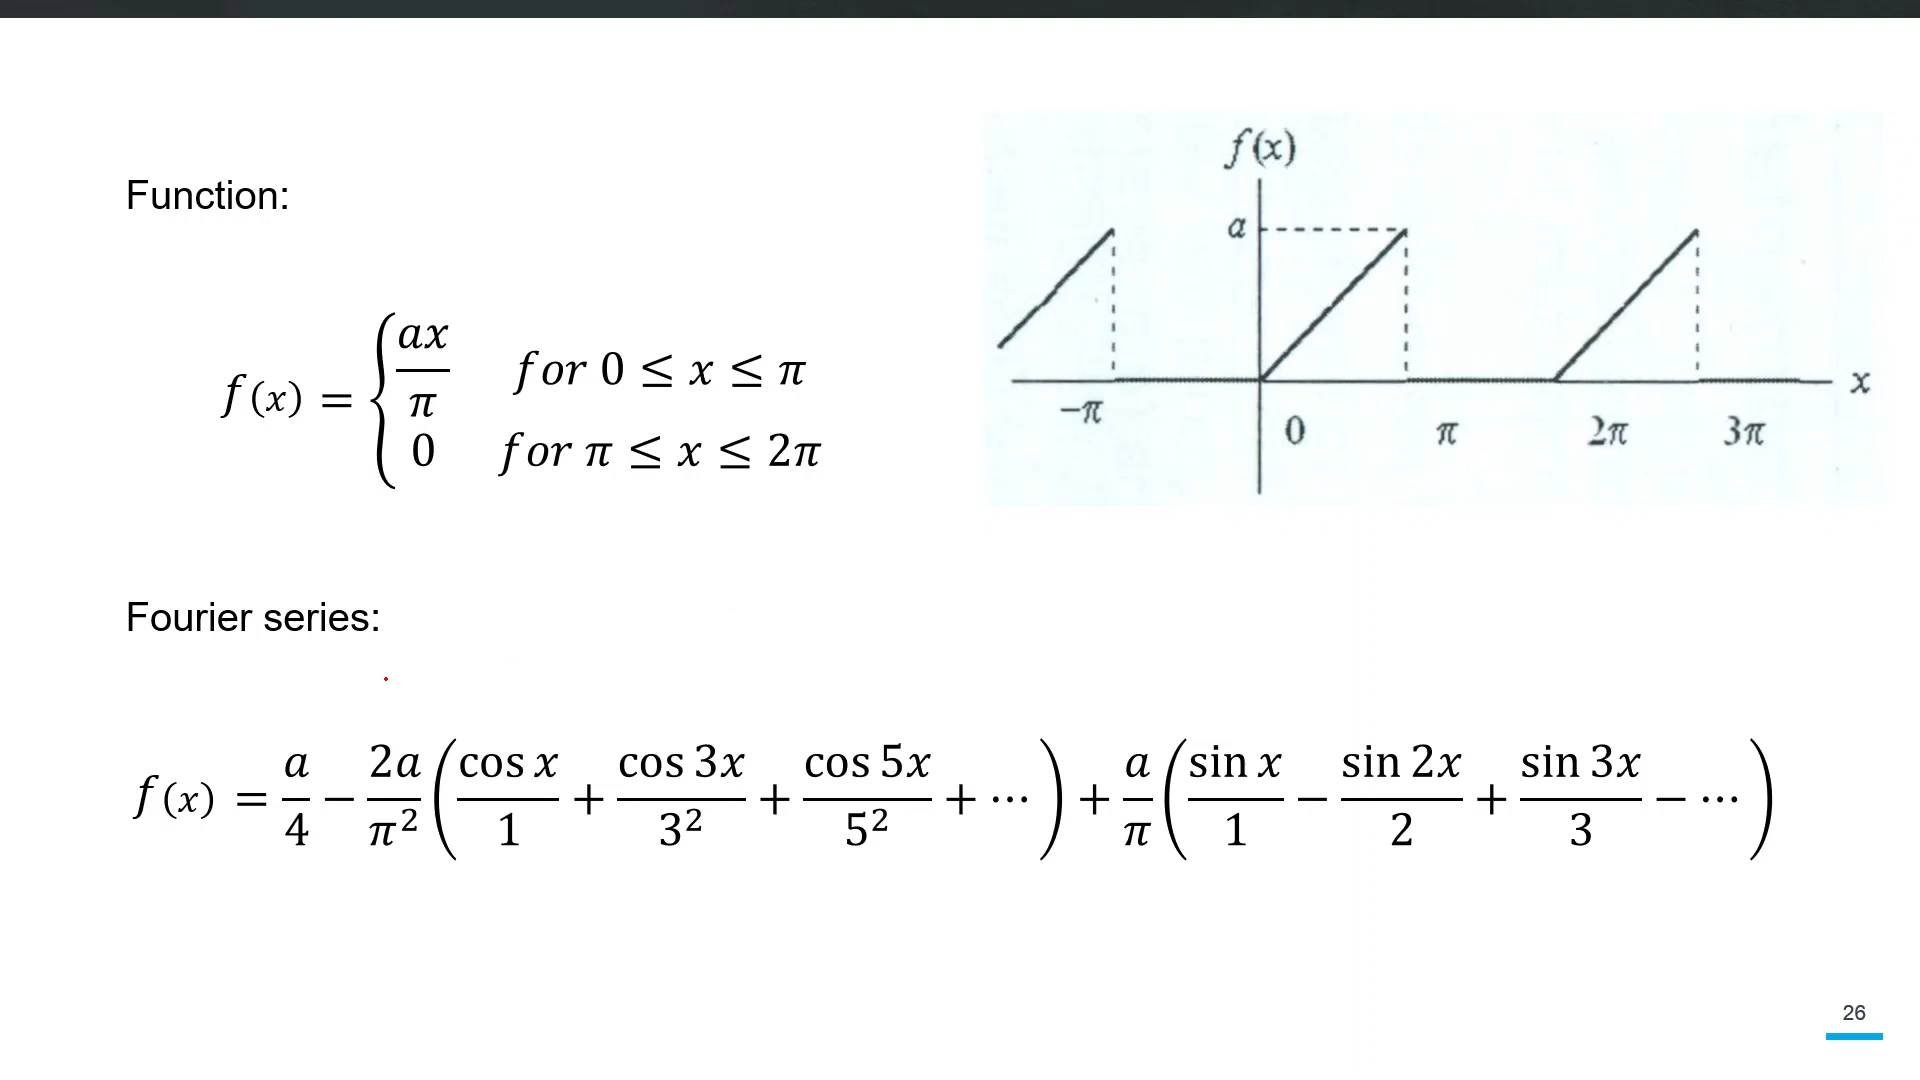 Function:
f(x) = { ax/π for 0 ≤ x ≤ π
0 for π ≤ x ≤ 2π
f(x)
a
x
−π 0 π 2π 3π
Fourier series:
f(x) = a/4 − 2a/π² ( cos x/1 + cos 3x/3² + cos 5x/5² + ⋯ ) + a/π ( sin x/1 − sin 2x/2 + sin 3x/3 − ⋯ )
26